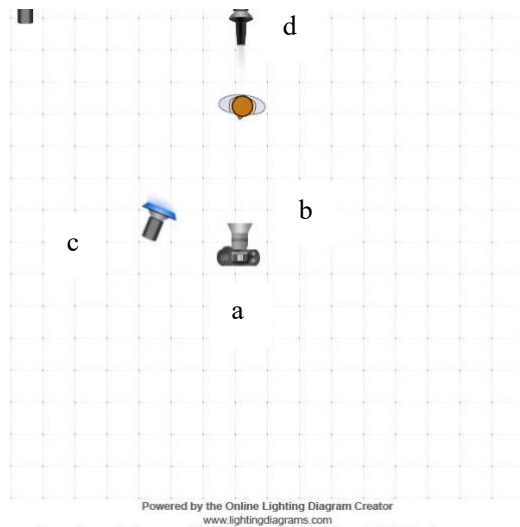 d
b
c
a
Powered by the Online Lighting Diagram Creator
www.lightingdiagrams.com